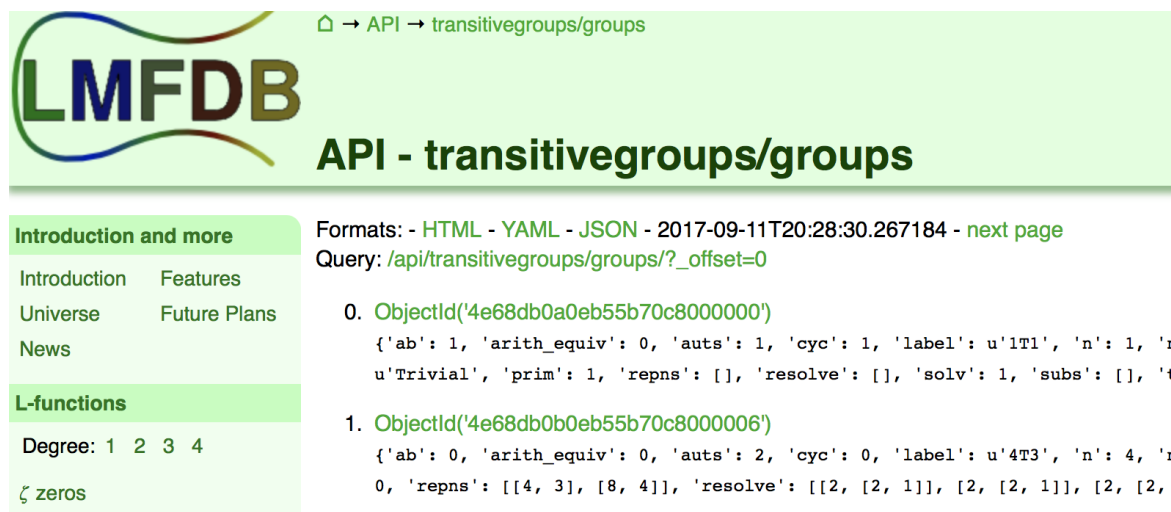 ⌂ → API → transitivegroups/groups
LMFDB
API - transitivegroups/groups
Introduction and more
Introduction Features
Universe Future Plans
News
L-functions
Degree: 1 2 3 4
ζ zeros
Formats: - HTML - YAML - JSON - 2017-09-11T20:28:30.267184 - next page
Query: /api/transitivegroups/groups/?_offset=0
0. ObjectId('4e68db0a0eb55b70c8000000')
{'ab': 1, 'arith_equiv': 0, 'auts': 1, 'cyc': 1, 'label': u'1T1', 'n': 1, '
u'Trivial', 'prim': 1, 'repns': [], 'resolve': [], 'solv': 1, 'subs': [], '
1. ObjectId('4e68db0b0eb55b70c8000006')
{'ab': 0, 'arith_equiv': 0, 'auts': 2, 'cyc': 0, 'label': u'4T3', 'n': 4, '
0, 'repns': [[4, 3], [8, 4]], 'resolve': [[2, [2, 1]], [2, [2, 1]], [2, [2,